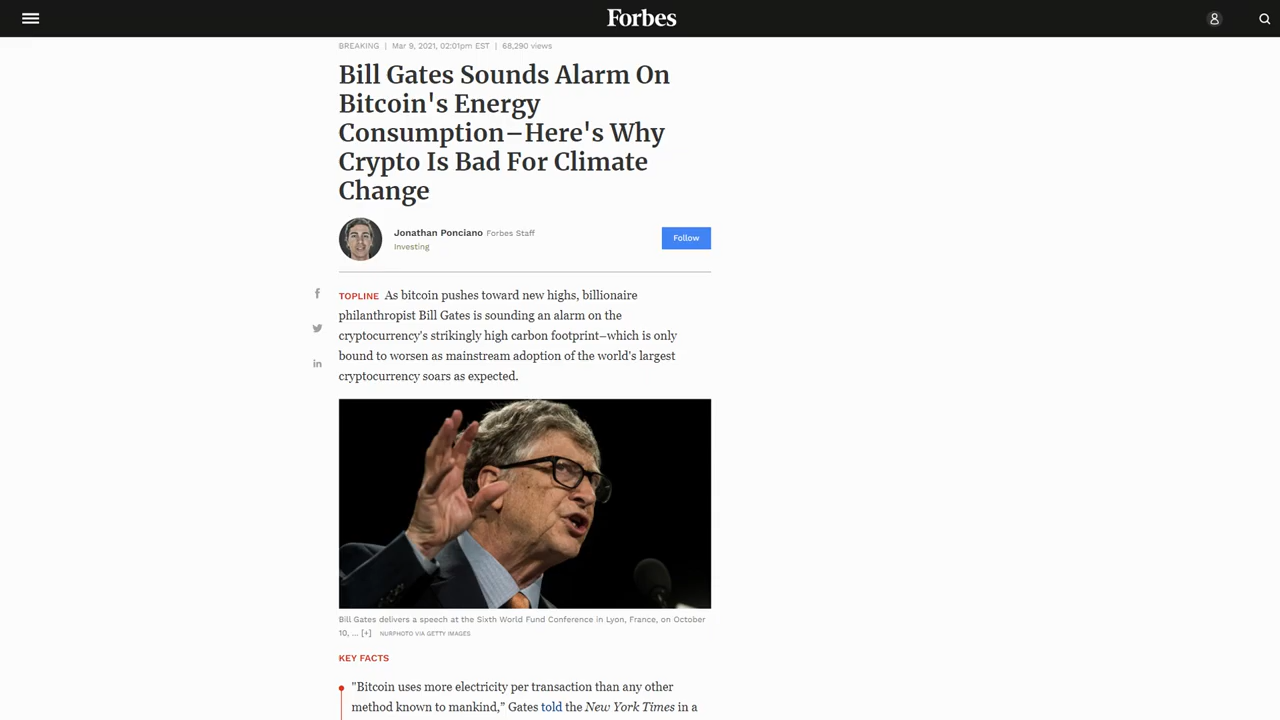 Forbes
BREAKING | Mar 9, 2021, 02:01pm EST | 68,290 views
Bill Gates Sounds Alarm On
Bitcoin's Energy
Consumption–Here's Why
Crypto Is Bad For Climate
Change
Jonathan Ponciano Forbes Staff
Investing
Follow
TOPLINE As bitcoin pushes toward new highs, billionaire
philanthropist Bill Gates is sounding an alarm on the
cryptocurrency's strikingly high carbon footprint–which is only
bound to worsen as mainstream adoption of the world's largest
cryptocurrency soars as expected.
Bill Gates delivers a speech at the Sixth World Fund Conference in Lyon, France, on October
10, ... [+] NURPHOTO VIA GETTY IMAGES
KEY FACTS
"Bitcoin uses more electricity per transaction than any other
method known to mankind,” Gates told the New York Times in a